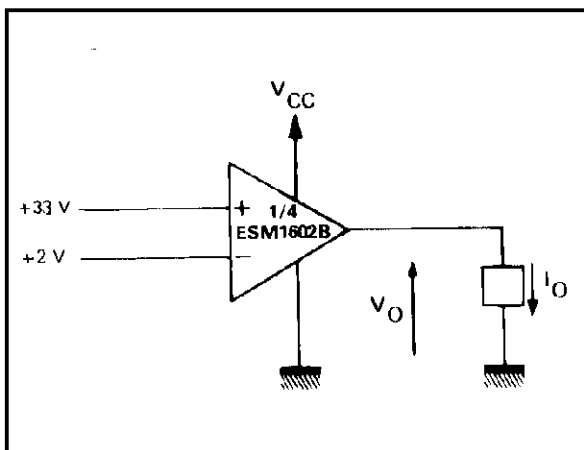 VCC
+33 V
+ 1/4
ESM1602B
+2 V
−
VO
IO